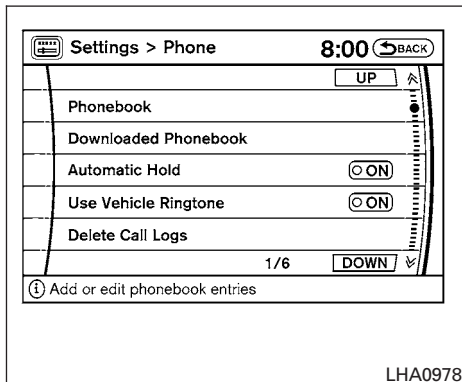 Settings > Phone 8:00 BACK
UP
Phonebook
Downloaded Phonebook
Automatic Hold ON
Use Vehicle Ringtone ON
Delete Call Logs
1/6 DOWN
i Add or edit phonebook entries
LHA0978